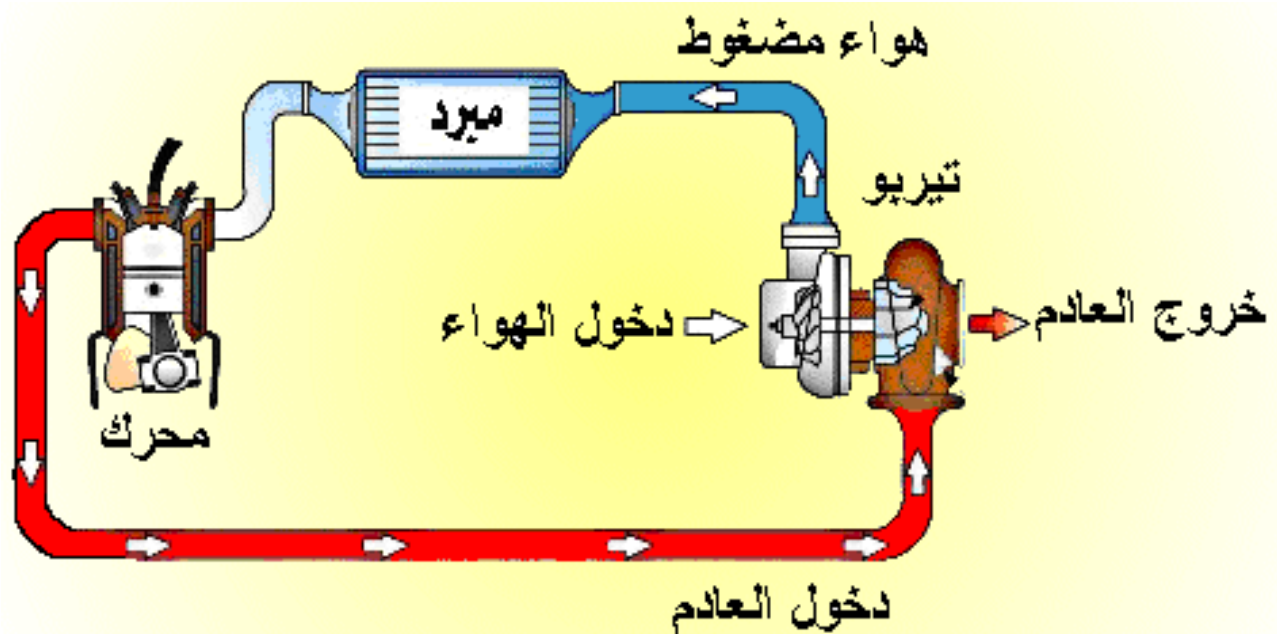 هواء مضغوط
مبرد
تيربو
خروج العادم
دخول الهواء
محرك
دخول العادم